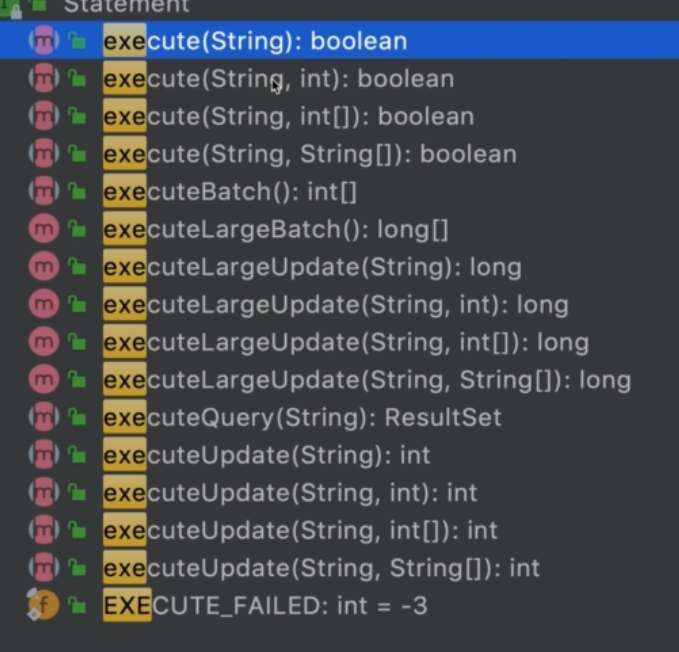 Statement
execute(String): boolean
execute(String, int): boolean
execute(String, int[]): boolean
execute(String, String[]): boolean
executeBatch(): int[]
executeLargeBatch(): long[]
executeLargeUpdate(String): long
executeLargeUpdate(String, int): long
executeLargeUpdate(String, int[]): long
executeLargeUpdate(String, String[]): long
executeQuery(String): ResultSet
executeUpdate(String): int
executeUpdate(String, int): int
executeUpdate(String, int[]): int
executeUpdate(String, String[]): int
EXECUTE_FAILED: int = -3